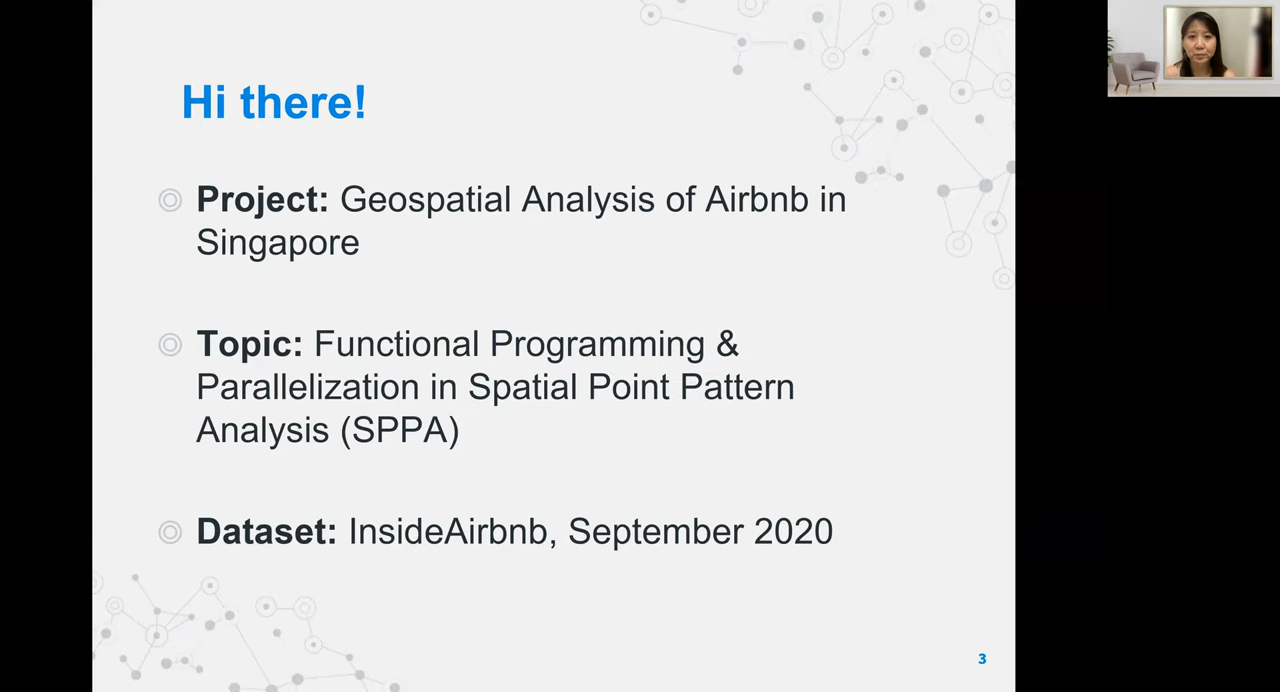 Hi there!
Project: Geospatial Analysis of Airbnb in
Singapore
Topic: Functional Programming &
Parallelization in Spatial Point Pattern
Analysis (SPPA)
Dataset: InsideAirbnb, September 2020
3